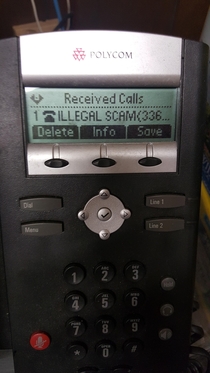 POLYCOM
Received Calls
1 ILLEGAL SCAM(336...
Delete Info Save
Dial Line 1
Menu Line 2
1 2 3
4 5 6
7 8 9
* 0 #